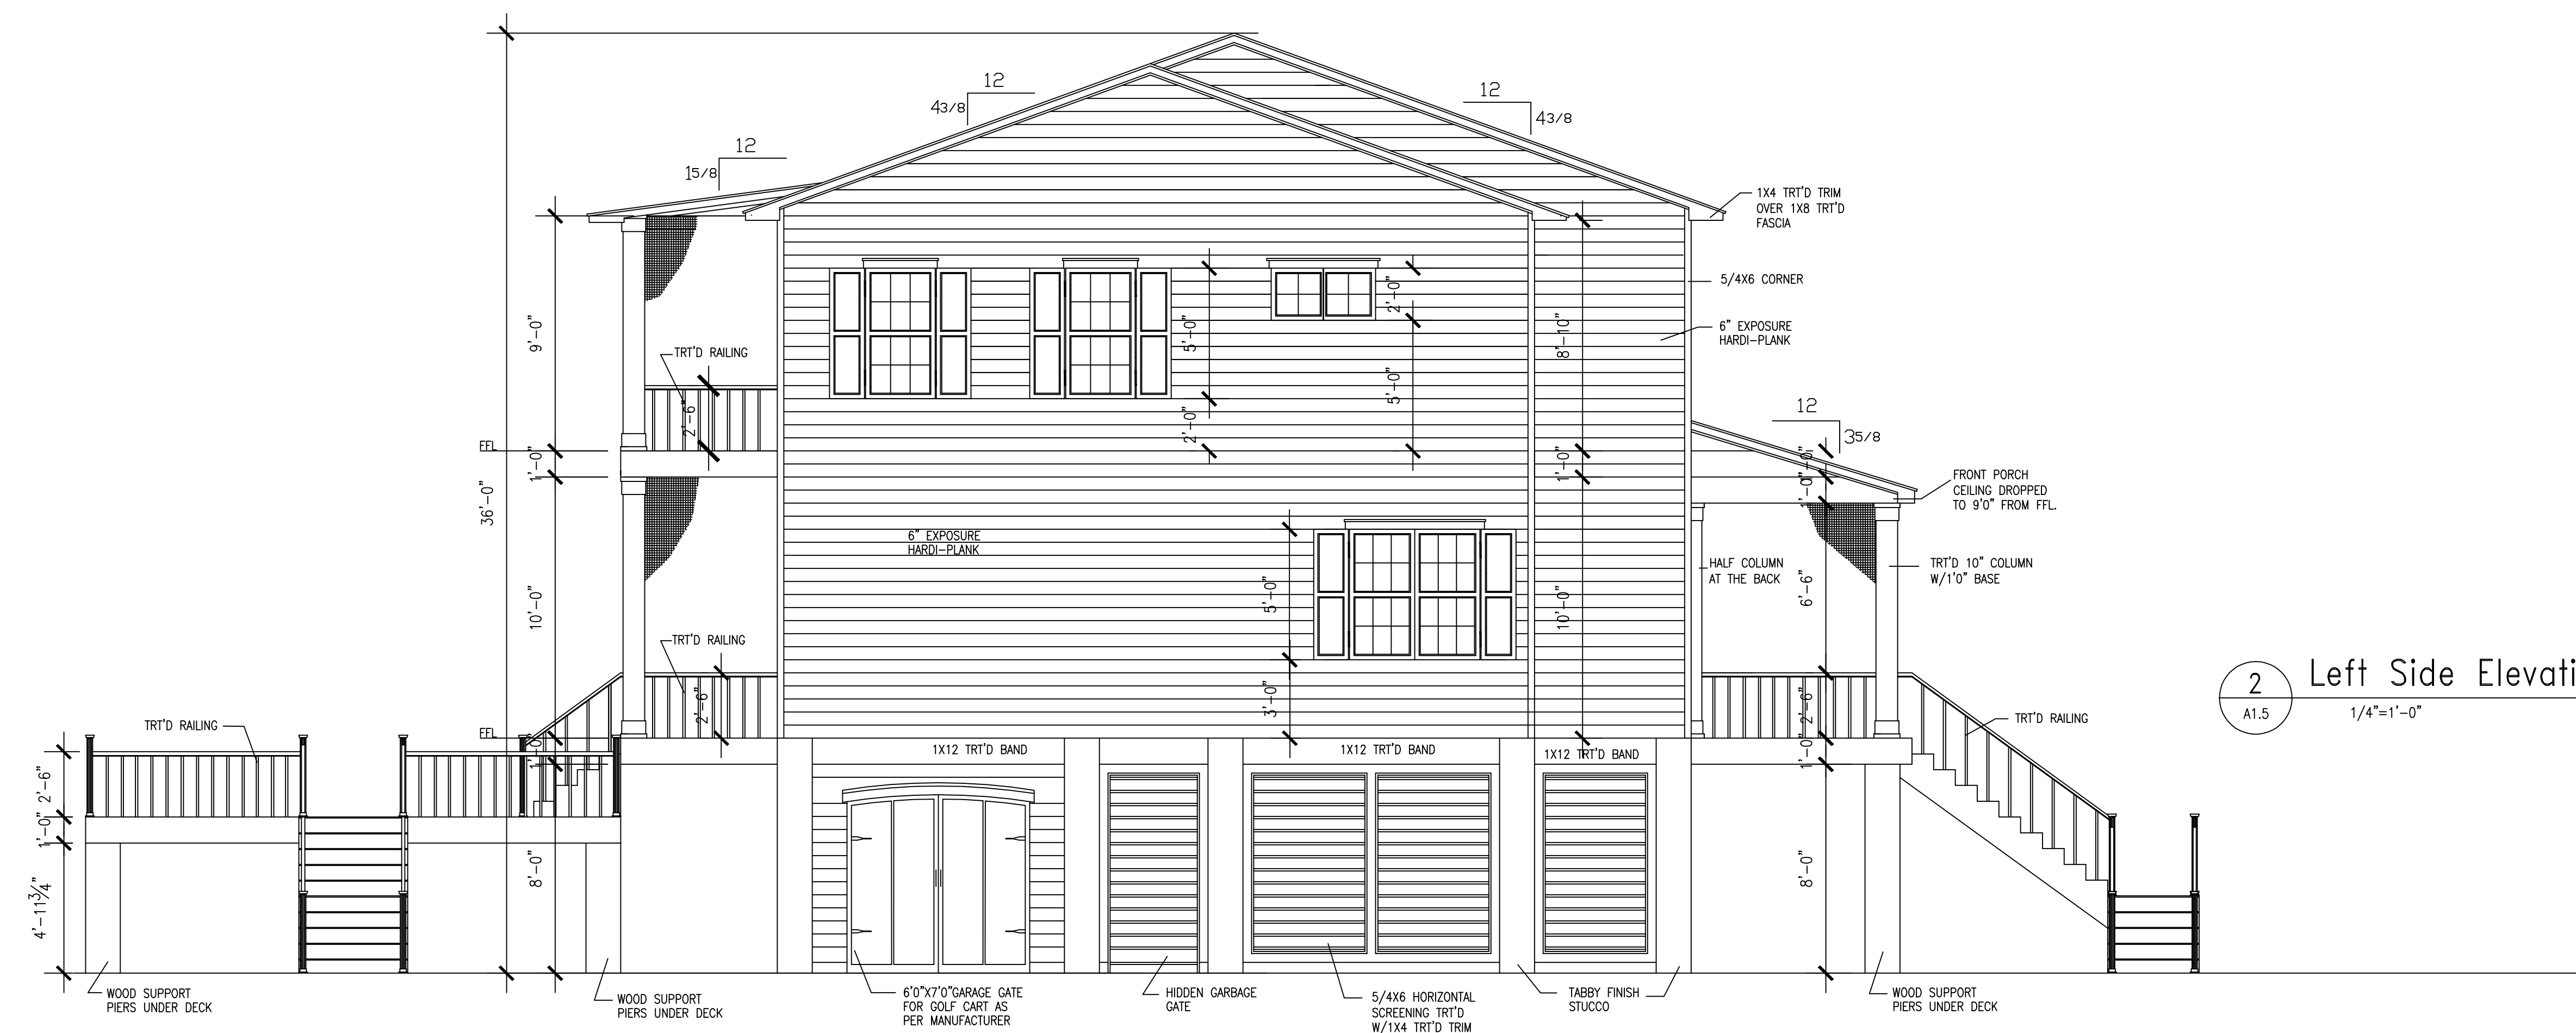 12
4 3/8
12
4 3/8
12
1 5/8
1X4 TRT'D TRIM
OVER 1X8 TRT'D
FASCIA
5/4X6 CORNER
6" EXPOSURE
HARDI-PLANK
9'-0"
TRT'D RAILING
2'-6"
5'-0"
2'-0"
2'-0"
5'-0"
8'-10"
12
3 5/8
FFL
1'-0"
1'-0"
1'-0"
1'-0"
36'-0"
FRONT PORCH
CEILING DROPPED
TO 9'0" FROM FFL.
6" EXPOSURE
HARDI-PLANK
HALF COLUMN
AT THE BACK
TRT'D 10" COLUMN
W/1'0" BASE
10'-0"
5'-0"
10'-0"
6'-6"
TRT'D RAILING
2'-6"
3'-0"
2'-6"
2
A1.5
Left Side Elevati
1/4"=1'-0"
TRT'D RAILING
TRT'D RAILING
FFL
1'-0"
1X12 TRT'D BAND
1X12 TRT'D BAND
1X12 TRT'D BAND
1'-0"
2'-6"
1'-0"
4'-11 3/4"
8'-0"
8'-0"
WOOD SUPPORT
PIERS UNDER DECK
WOOD SUPPORT
PIERS UNDER DECK
6'0"X7'0"GARAGE GATE
FOR GOLF CART AS
PER MANUFACTURER
HIDDEN GARBAGE
GATE
5/4X6 HORIZONTAL
SCREENING TRT'D
W/1X4 TRT'D TRIM
TABBY FINISH
STUCCO
WOOD SUPPORT
PIERS UNDER DECK